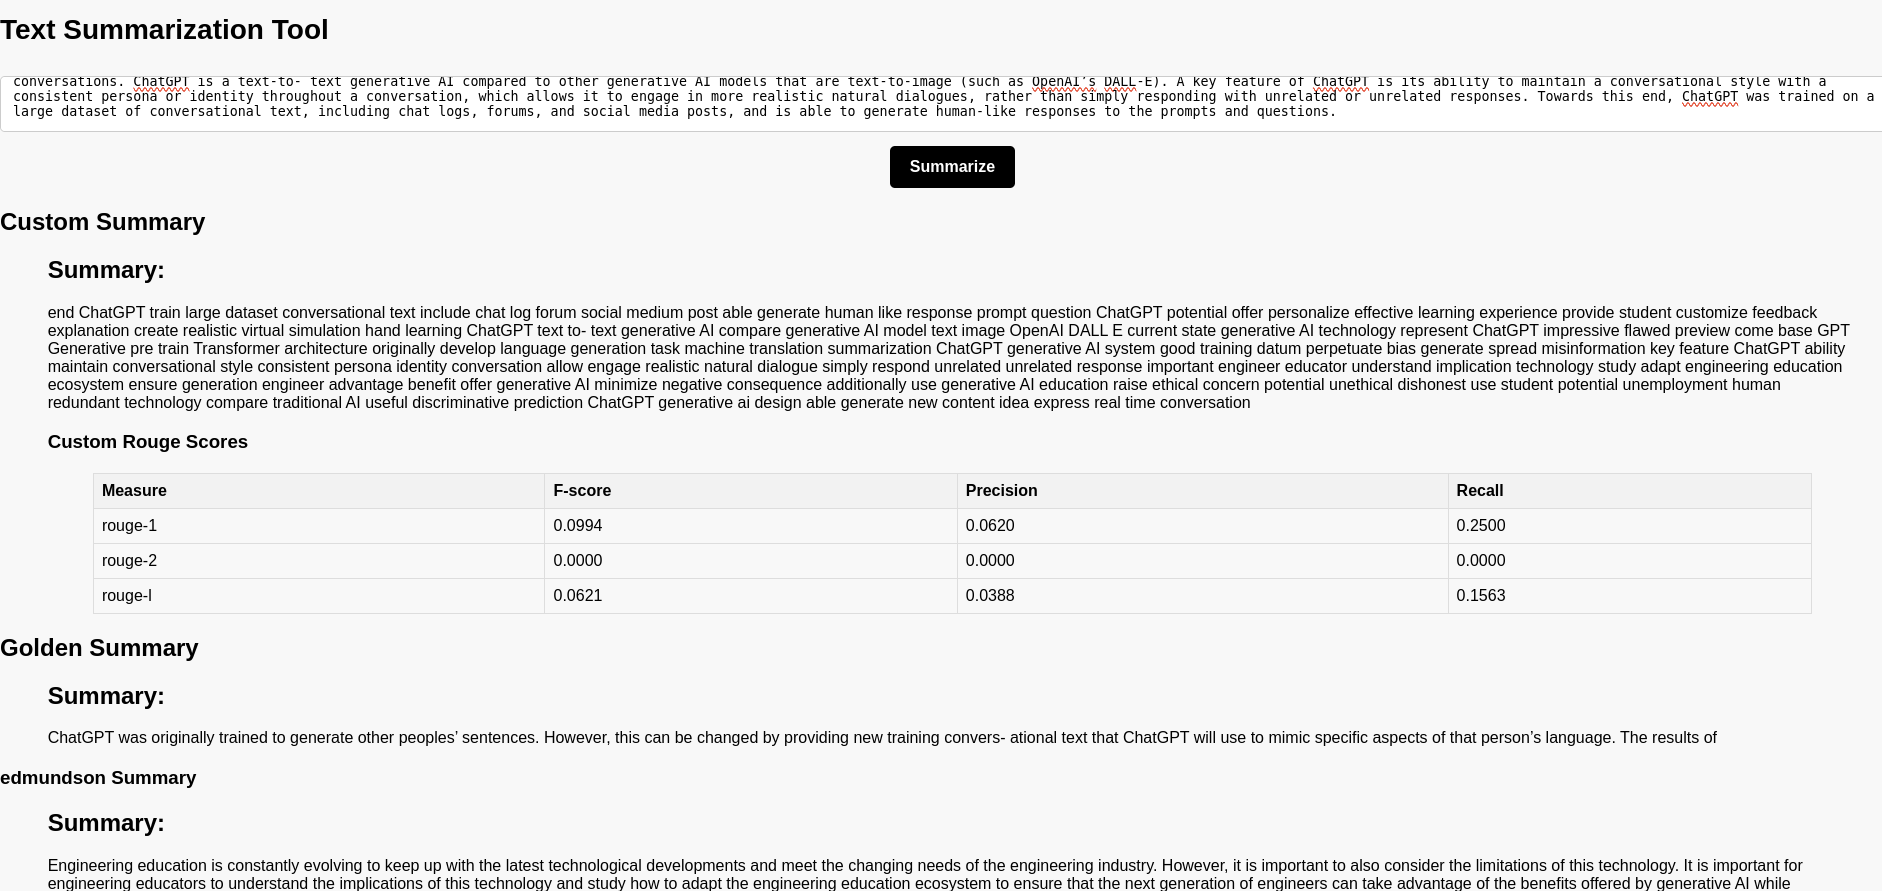 Text Summarization Tool
conversations. ChatGPT is a text-to- text generative AI compared to other generative AI models that are text-to-image (such as OpenAI’s DALL-E). A key feature of ChatGPT is its ability to maintain a conversational style with a
consistent persona or identity throughout a conversation, which allows it to engage in more realistic natural dialogues, rather than simply responding with unrelated or unrelated responses. Towards this end, ChatGPT was trained on a
large dataset of conversational text, including chat logs, forums, and social media posts, and is able to generate human-like responses to the prompts and questions.
Summarize
Custom Summary
Summary:
end ChatGPT train large dataset conversational text include chat log forum social medium post able generate human like response prompt question ChatGPT potential offer personalize effective learning experience provide student customize feedback
explanation create realistic virtual simulation hand learning ChatGPT text to- text generative AI compare generative AI model text image OpenAI DALL E current state generative AI technology represent ChatGPT impressive flawed preview come base GPT
Generative pre train Transformer architecture originally develop language generation task machine translation summarization ChatGPT generative AI system good training datum perpetuate bias generate spread misinformation key feature ChatGPT ability
maintain conversational style consistent persona identity conversation allow engage realistic natural dialogue simply respond unrelated unrelated response important engineer educator understand implication technology study adapt engineering education
ecosystem ensure generation engineer advantage benefit offer generative AI minimize negative consequence additionally use generative AI education raise ethical concern potential unethical dishonest use student potential unemployment human
redundant technology compare traditional AI useful discriminative prediction ChatGPT generative ai design able generate new content idea express real time conversation
Custom Rouge Scores
Measure F-score Precision Recall
rouge-1 0.0994 0.0620 0.2500
rouge-2 0.0000 0.0000 0.0000
rouge-l 0.0621 0.0388 0.1563
Golden Summary
Summary:
ChatGPT was originally trained to generate other peoples’ sentences. However, this can be changed by providing new training convers- ational text that ChatGPT will use to mimic specific aspects of that person’s language. The results of
edmundson Summary
Summary:
Engineering education is constantly evolving to keep up with the latest technological developments and meet the changing needs of the engineering industry. However, it is important to also consider the limitations of this technology. It is important for
engineering educators to understand the implications of this technology and study how to adapt the engineering education ecosystem to ensure that the next generation of engineers can take advantage of the benefits offered by generative AI while